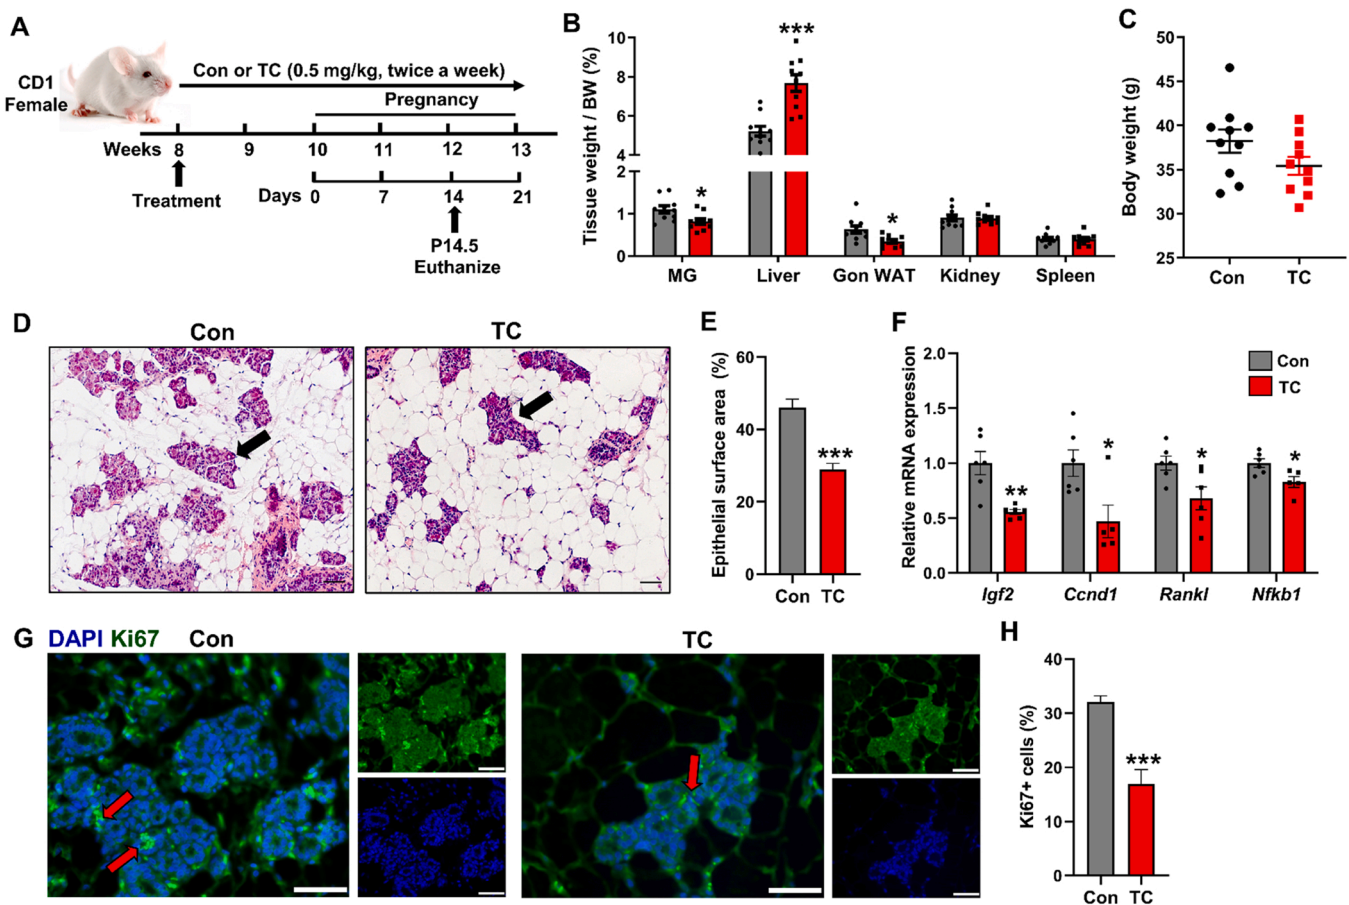 A
CD1
Female
Con or TC (0.5 mg/kg, twice a week)
Pregnancy
Weeks 8 9 10 11 12 13
Treatment
Days 0 7 14 21
P14.5
Euthanize
B
Tissue weight / BW (%)
10
8
6
4
2
1
0
***
*
*
MG Liver Gon WAT Kidney Spleen
C
Body weight (g)
50
45
40
35
30
25
Con TC
D
Con TC
E
Epithelial surface area (%)
60
40
20
0
***
Con TC
F
Relative mRNA expression
2.0
1.5
1.0
0.5
0.0
Con
TC
**
*
*
*
Igf2 Ccnd1 Rankl Nfkb1
G DAPI Ki67 Con TC
H
Ki67+ cells (%)
40
30
20
10
0
***
Con TC